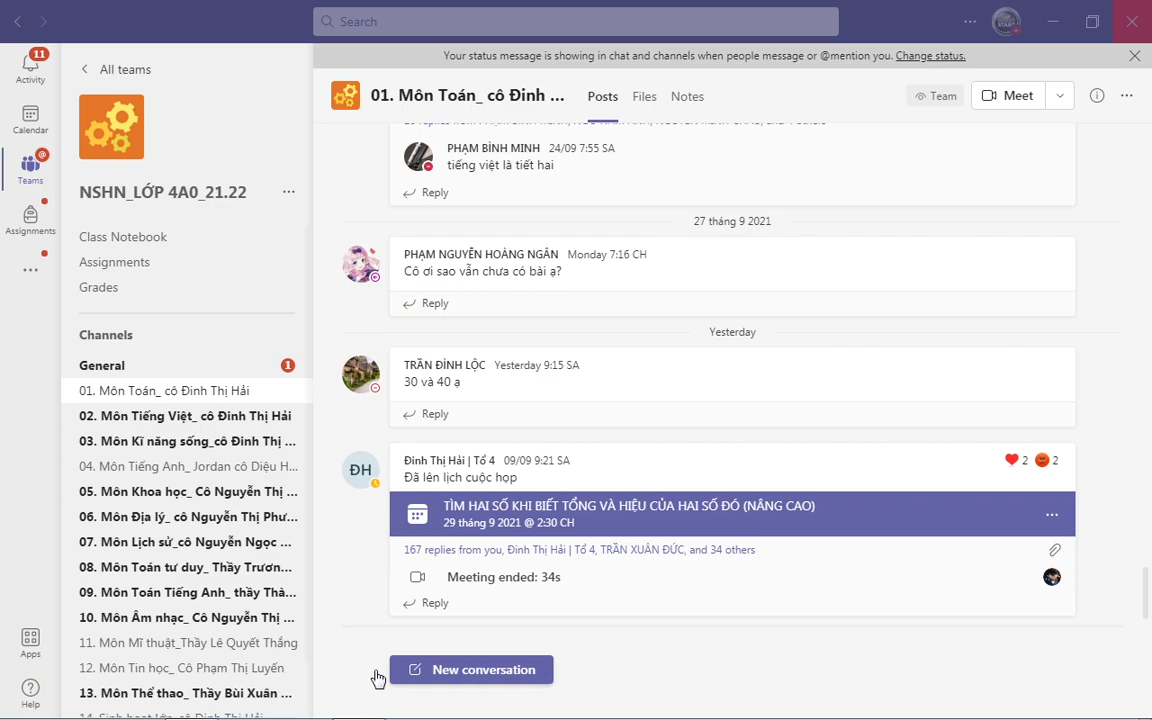 Search
Your status message is showing in chat and channels when people message or @mention you. Change status.
11
Activity
Calendar
Teams
Assignments
Apps
Help
All teams
NSHN_LỚP 4A0_21.22
Class Notebook
Assignments
Grades
Channels
General 1
01. Môn Toán_ cô Đinh Thị Hải
02. Môn Tiếng Việt_ cô Đinh Thị Hải
03. Môn Kĩ năng sống_cô Đinh Thị ...
04. Môn Tiếng Anh_ Jordan cô Diệu H...
05. Môn Khoa học_ Cô Nguyễn Thị ...
06. Môn Địa lý_ cô Nguyễn Thị Phư...
07. Môn Lịch sử_cô Nguyễn Ngọc ...
08. Môn Toán tư duy_ Thầy Trươn...
09. Môn Toán Tiếng Anh_ thầy Thà...
10. Môn Âm nhạc_ Cô Nguyễn Thị ...
11. Môn Mĩ thuật_Thầy Lê Quyết Thắng
12. Môn Tin học_ Cô Phạm Thị Luyến
13. Môn Thể thao_ Thầy Bùi Xuân ...
01. Môn Toán_ cô Đinh ...
Posts
Files
Notes
Team
Meet
PHẠM BÌNH MINH 24/09 7:55 SA
tiếng việt là tiết hai
Reply
27 tháng 9 2021
PHẠM NGUYỄN HOÀNG NGÂN Monday 7:16 CH
Cô ơi sao vẫn chưa có bài ạ?
Reply
Yesterday
TRẦN ĐÌNH LỘC Yesterday 9:15 SA
30 và 40 ạ
Reply
ĐH
Đinh Thị Hải | Tổ 4 09/09 9:21 SA
2 2
Đã lên lịch cuộc họp
TÌM HAI SỐ KHI BIẾT TỔNG VÀ HIỆU CỦA HAI SỐ ĐÓ (NÂNG CAO)
29 tháng 9 2021 @ 2:30 CH
167 replies from you, Đinh Thị Hải | Tổ 4, TRẦN XUÂN ĐỨC, and 34 others
Meeting ended: 34s
Reply
New conversation